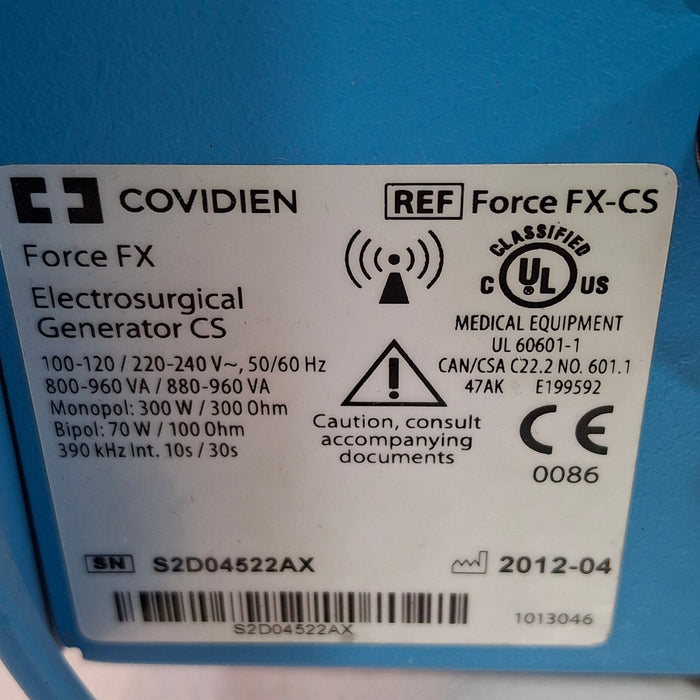 COVIDIEN
REF Force FX-CS
Force FX
Electrosurgical
Generator CS
100-120 / 220-240 V~, 50/60 Hz
800-960 VA / 880-960 VA
Monopol: 300 W / 300 Ohm
Bipol: 70 W / 100 Ohm
390 kHz Int. 10s / 30s
Caution, consult
accompanying
documents
CLASSIFIED
C UL US
MEDICAL EQUIPMENT
UL 60601-1
CAN/CSA C22.2 NO. 601.1
47AK E199592
CE
0086
SN S2D04522AX
2012-04
S2D04522AX
1013046